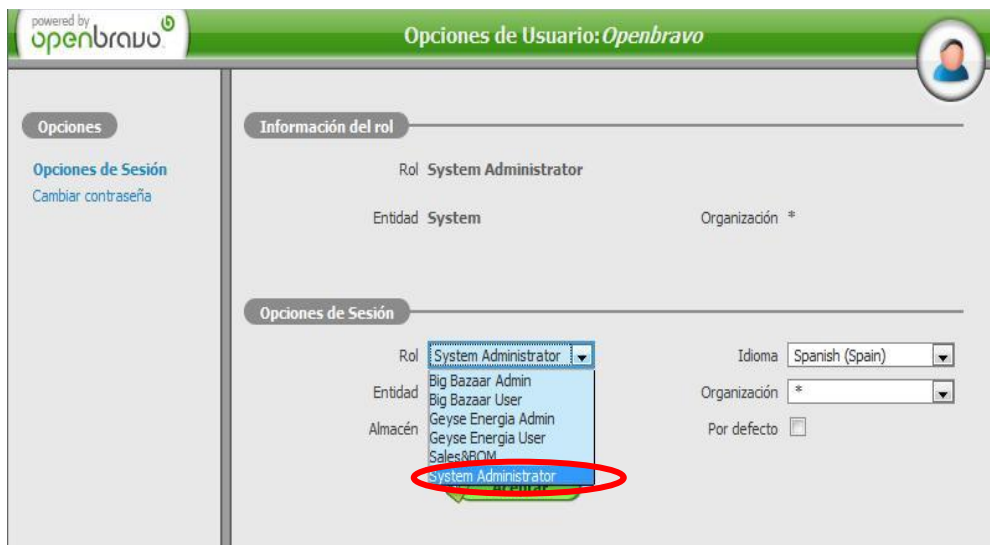 powered by
openbravo
Opciones de Usuario: Openbravo
Opciones
Opciones de Sesión
Cambiar contraseña
Información del rol
Rol System Administrator
Entidad System Organización *
Opciones de Sesión
Rol System Administrator Idioma Spanish (Spain)
Big Bazaar Admin
Entidad Big Bazaar User Organización *
Geyse Energia Admin
Almacén Geyse Energia User Por defecto
Sales&BOM
System Administrator
Aceptar